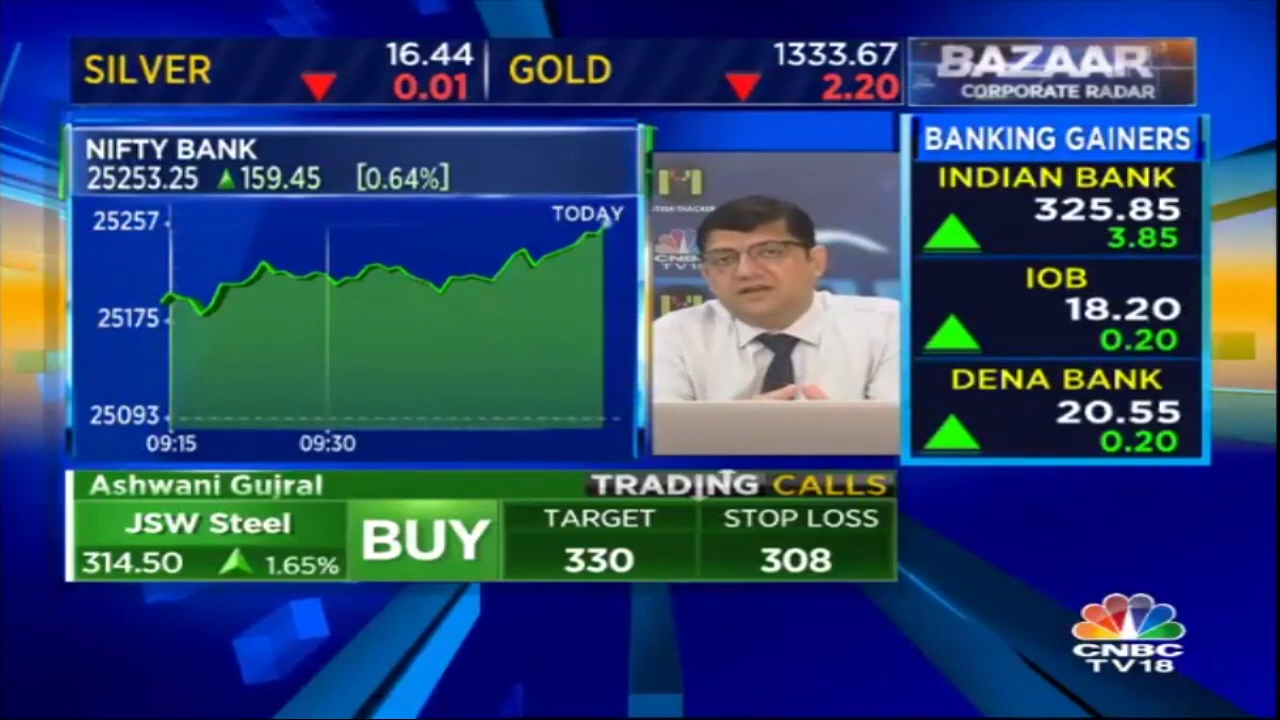 SILVER 16.44
0.01
GOLD 1333.67
2.20
BAZAAR
CORPORATE RADAR
NIFTY BANK
25253.25 159.45 [0.64%]
TODAY
25257
25175
25093
09:15 09:30
CNBC
TV18
BANKING GAINERS
INDIAN BANK
325.85
3.85
IOB
18.20
0.20
DENA BANK
20.55
0.20
Ashwani Gujral
TRADING CALLS
JSW Steel
314.50 1.65%
BUY
TARGET
330
STOP LOSS
308
CNBC
TV18